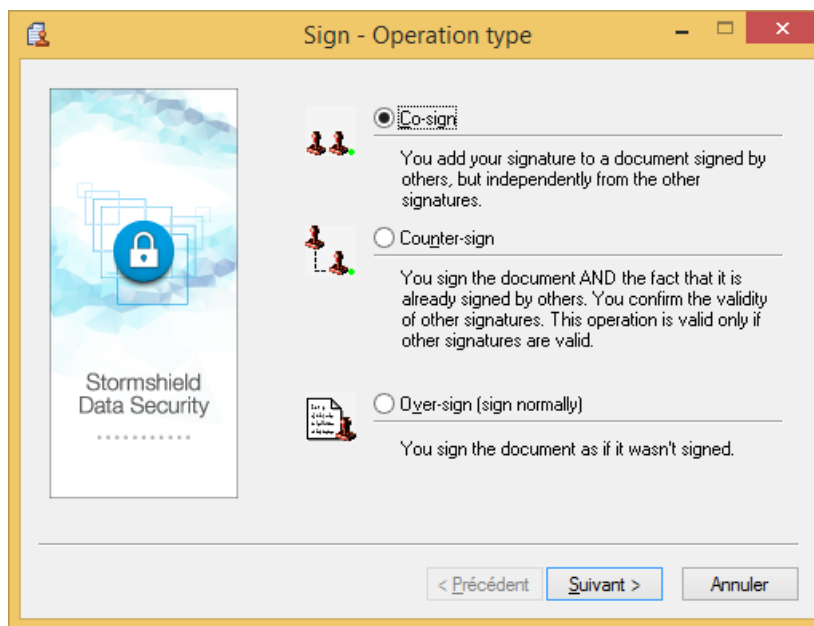 Sign - Operation type
Co-sign
You add your signature to a document signed by
others, but independently from the other
signatures.
Counter-sign
You sign the document AND the fact that it is
already signed by others. You confirm the validity
of other signatures. This operation is valid only if
other signatures are valid.
Stormshield
Data Security
Over-sign (sign normally)
You sign the document as if it wasn't signed.
< Précédent
Suivant >
Annuler